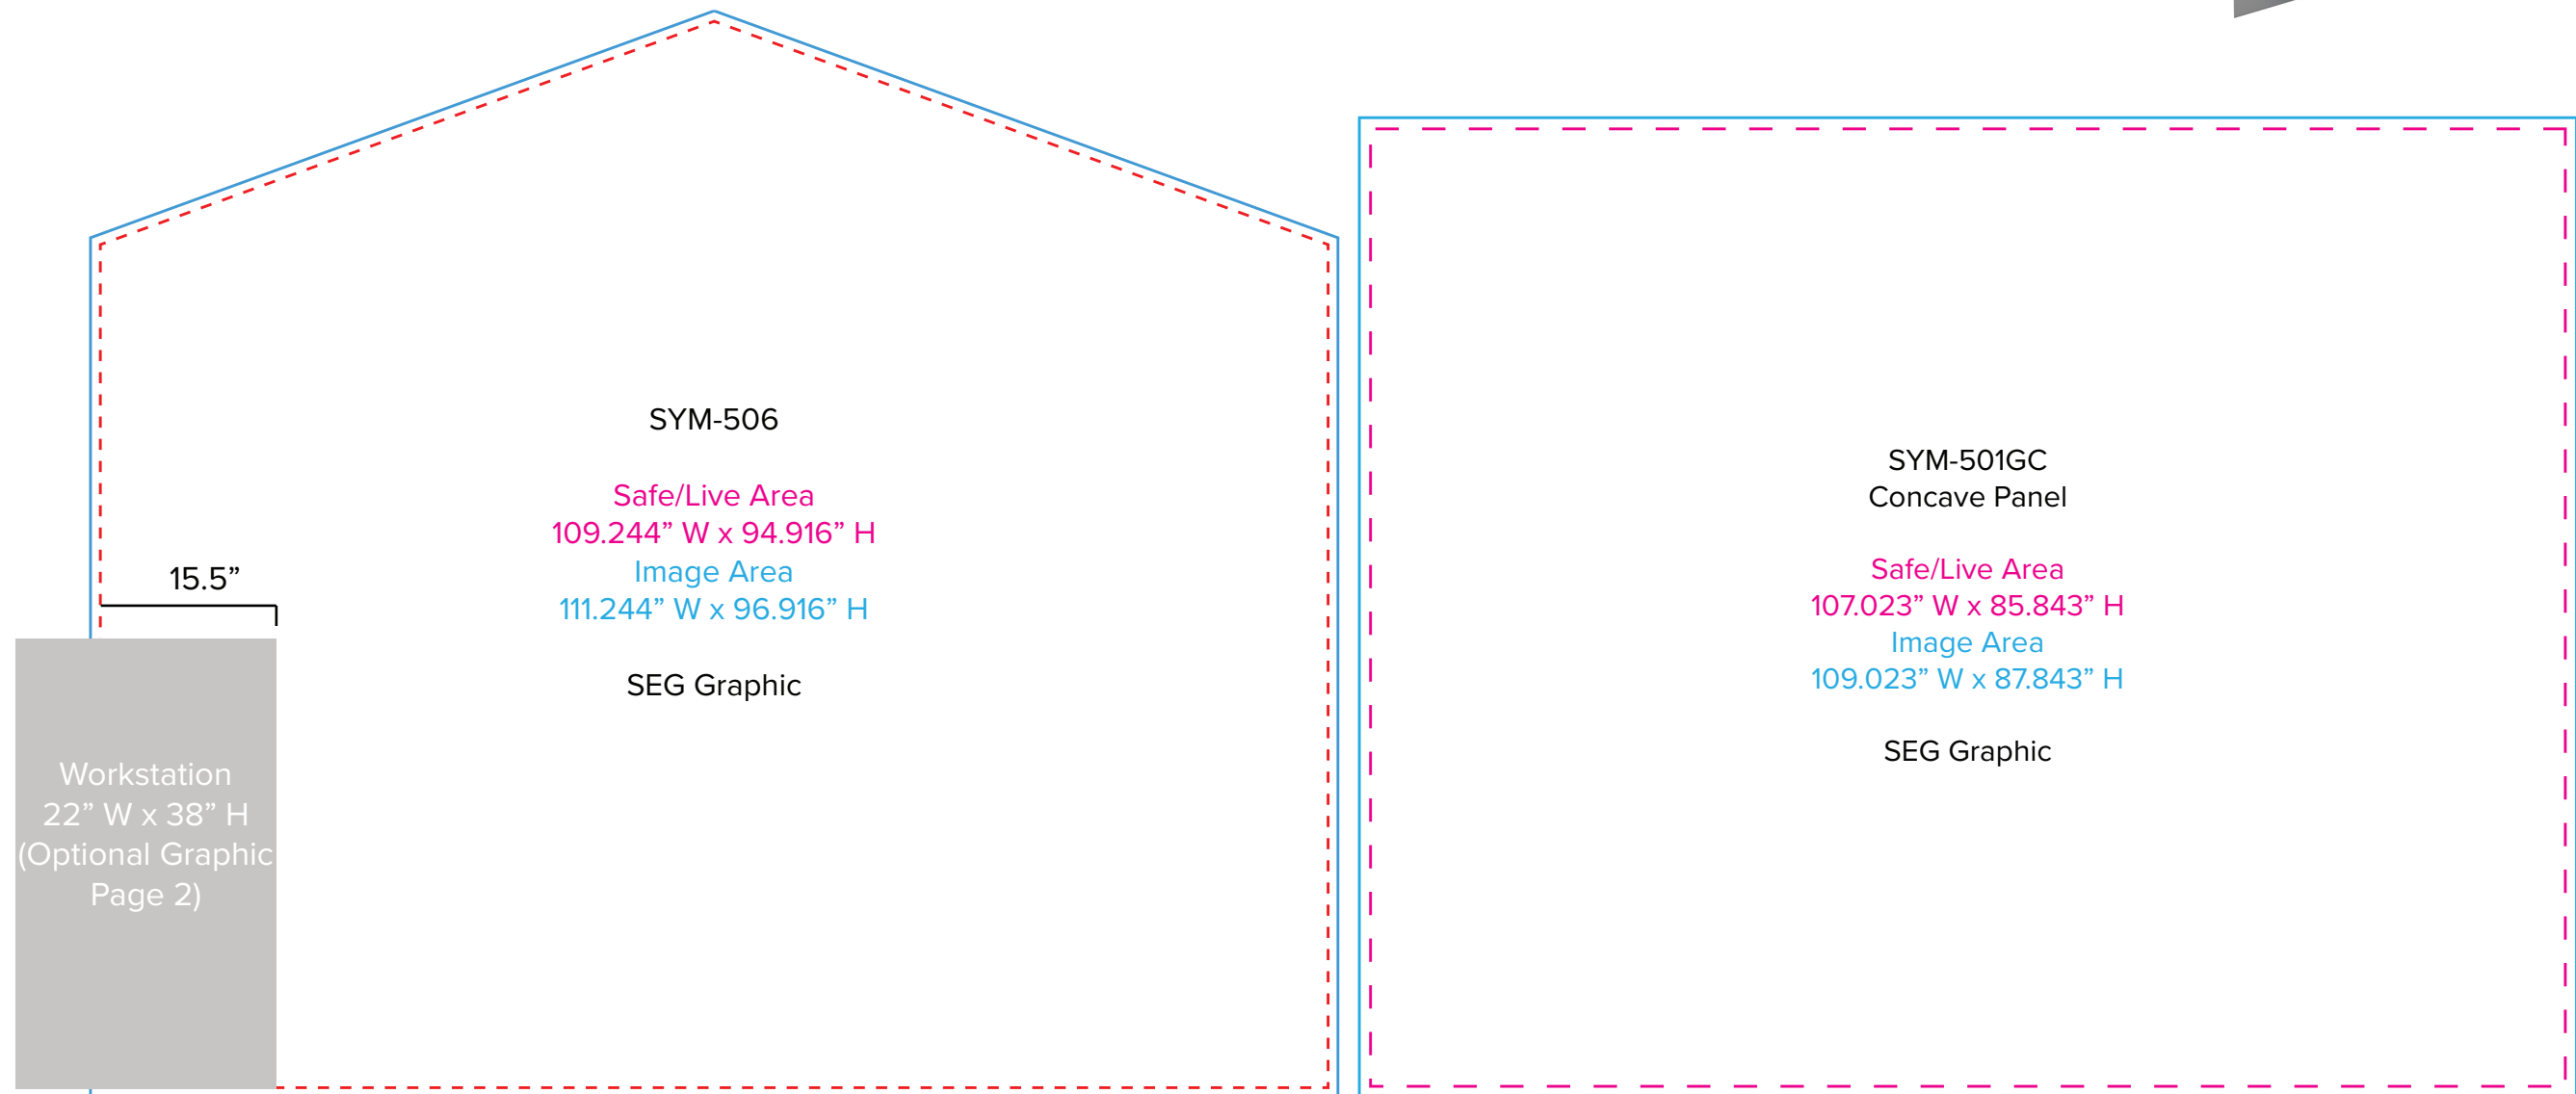 SYM-506
Safe/Live Area
109.244” W x 94.916” H
Image Area
111.244” W x 96.916” H
SEG Graphic
15.5”
Workstation
22” W x 38” H
(Optional Graphic
Page 2)
SYM-501GC
Concave Panel
Safe/Live Area
107.023” W x 85.843” H
Image Area
109.023” W x 87.843” H
SEG Graphic